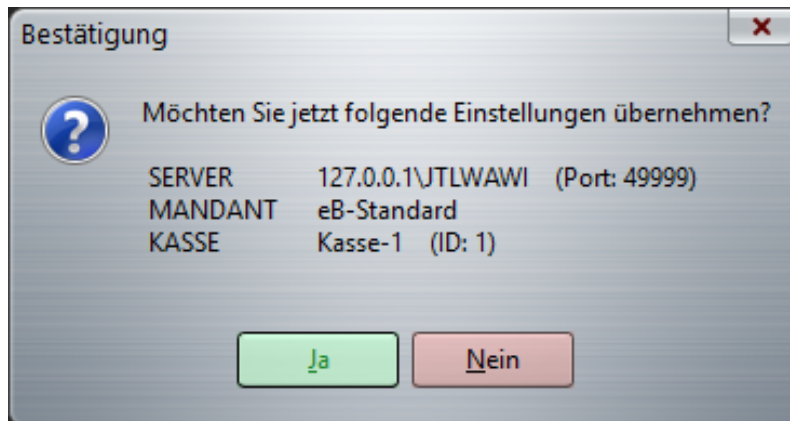 Bestätigung
Möchten Sie jetzt folgende Einstellungen übernehmen?
SERVER 127.0.0.1\JTLWAWI (Port: 49999)
MANDANT eB-Standard
KASSE Kasse-1 (ID: 1)
Ja Nein